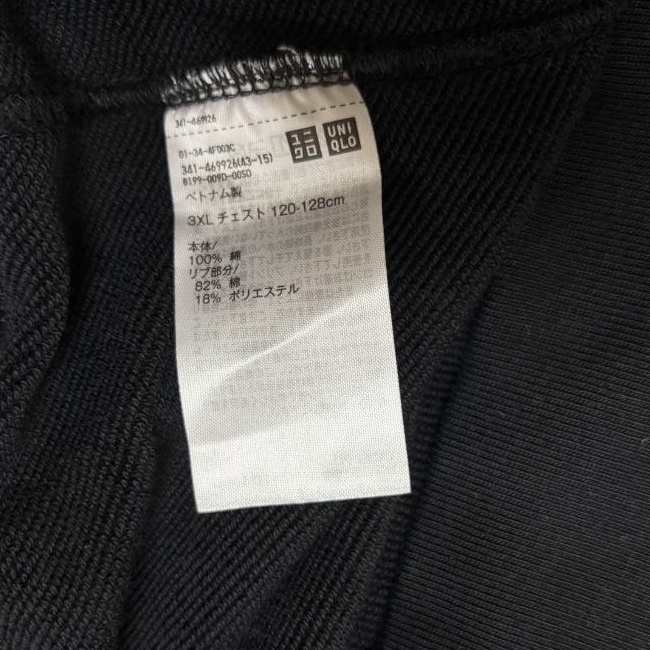 341-469926
01-34-4F003C
341-469926(43-15)
8199-009D-00S0
ユニ
クロ
UNI
QLO
ベトナム製
3XL チェスト 120-128cm
本体/
100% 綿
リブ部分/
82% 綿
18% ポリエステル